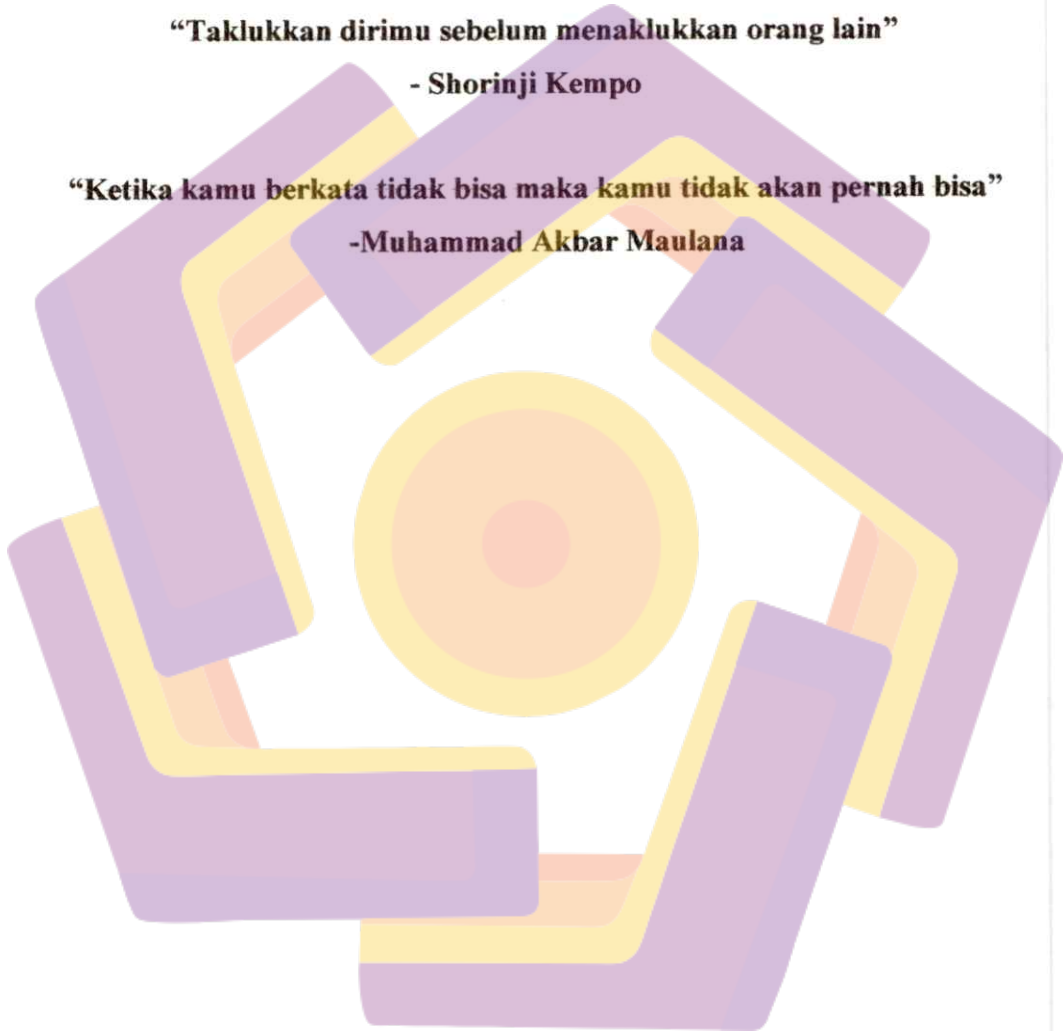 “Taklukkan dirimu sebelum menaklukkan orang lain”
- Shorinji Kempo
“Ketika kamu berkata tidak bisa maka kamu tidak akan pernah bisa”
-Muhammad Akbar Maulana